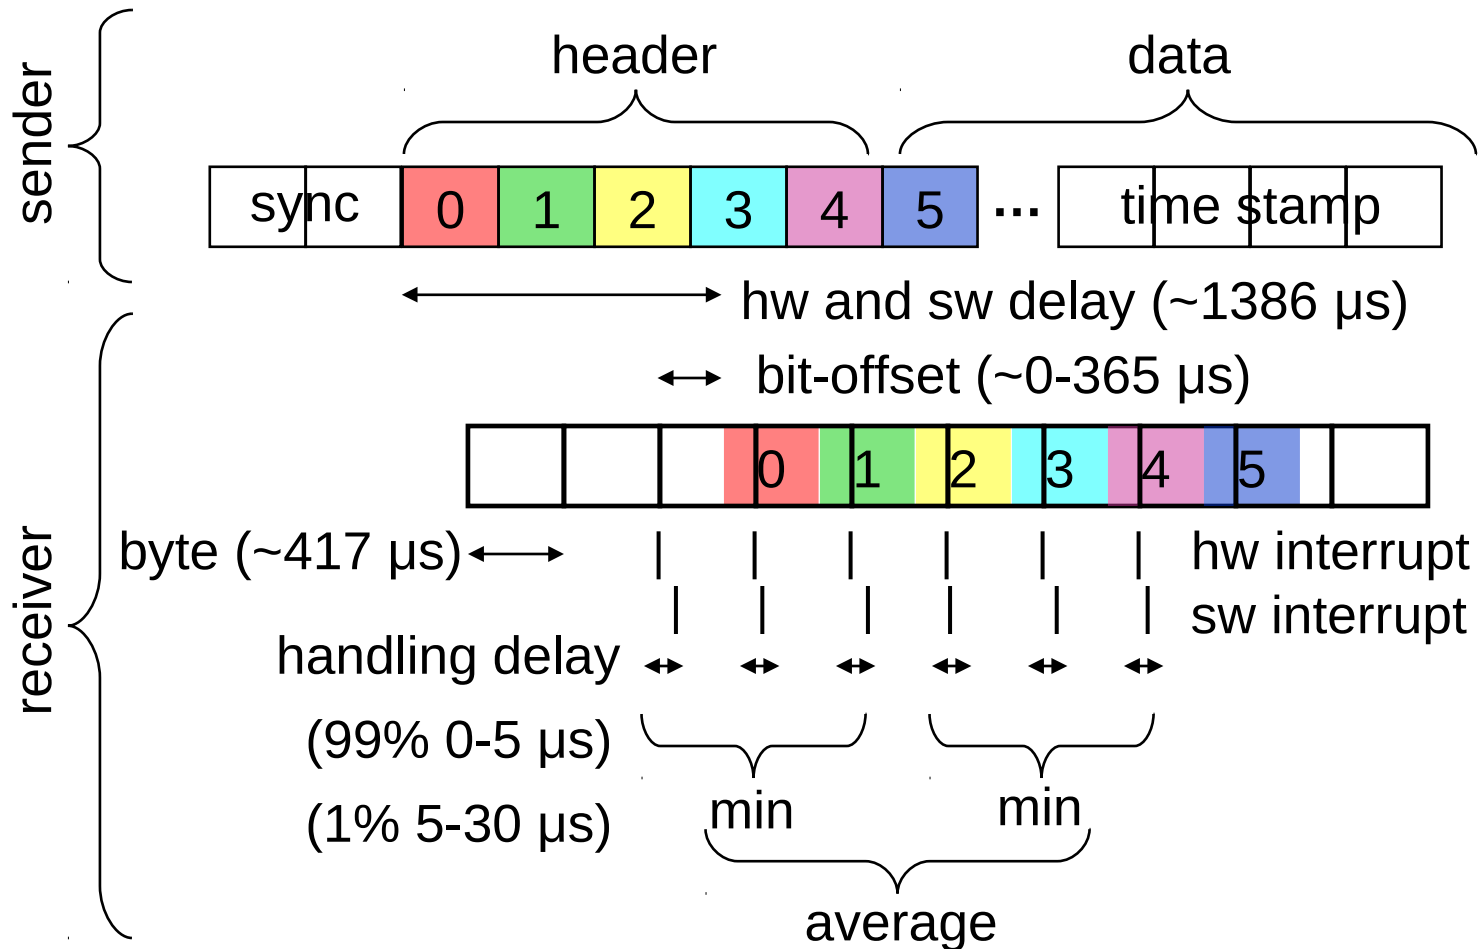 sender
header
data
sync
0 1 2 3 4 5 ... time stamp
hw and sw delay (~1386 μs)
bit-offset (~0-365 μs)
receiver
0 1 2 3 4 5
byte (~417 μs)
hw interrupt
sw interrupt
handling delay
(99% 0-5 μs)
(1% 5-30 μs)
min
min
average